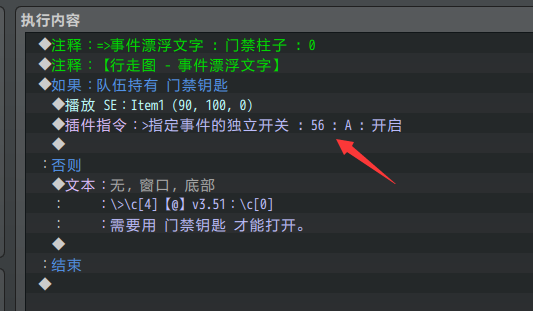 执行内容
◆注释：=>事件漂浮文字 : 门禁柱子 : 0
◆注释：【行走图 - 事件漂浮文字】
◆如果：队伍持有 门禁钥匙
◆播放 SE：Item1 (90, 100, 0)
◆插件指令：>指定事件的独立开关 : 56 : A : 开启
◆
：否则
◆文本：无, 窗口, 底部
：　：\>\c[4]【@】v3.51：\c[0]
：　：需要用 门禁钥匙 才能打开。
◆
：结束
◆